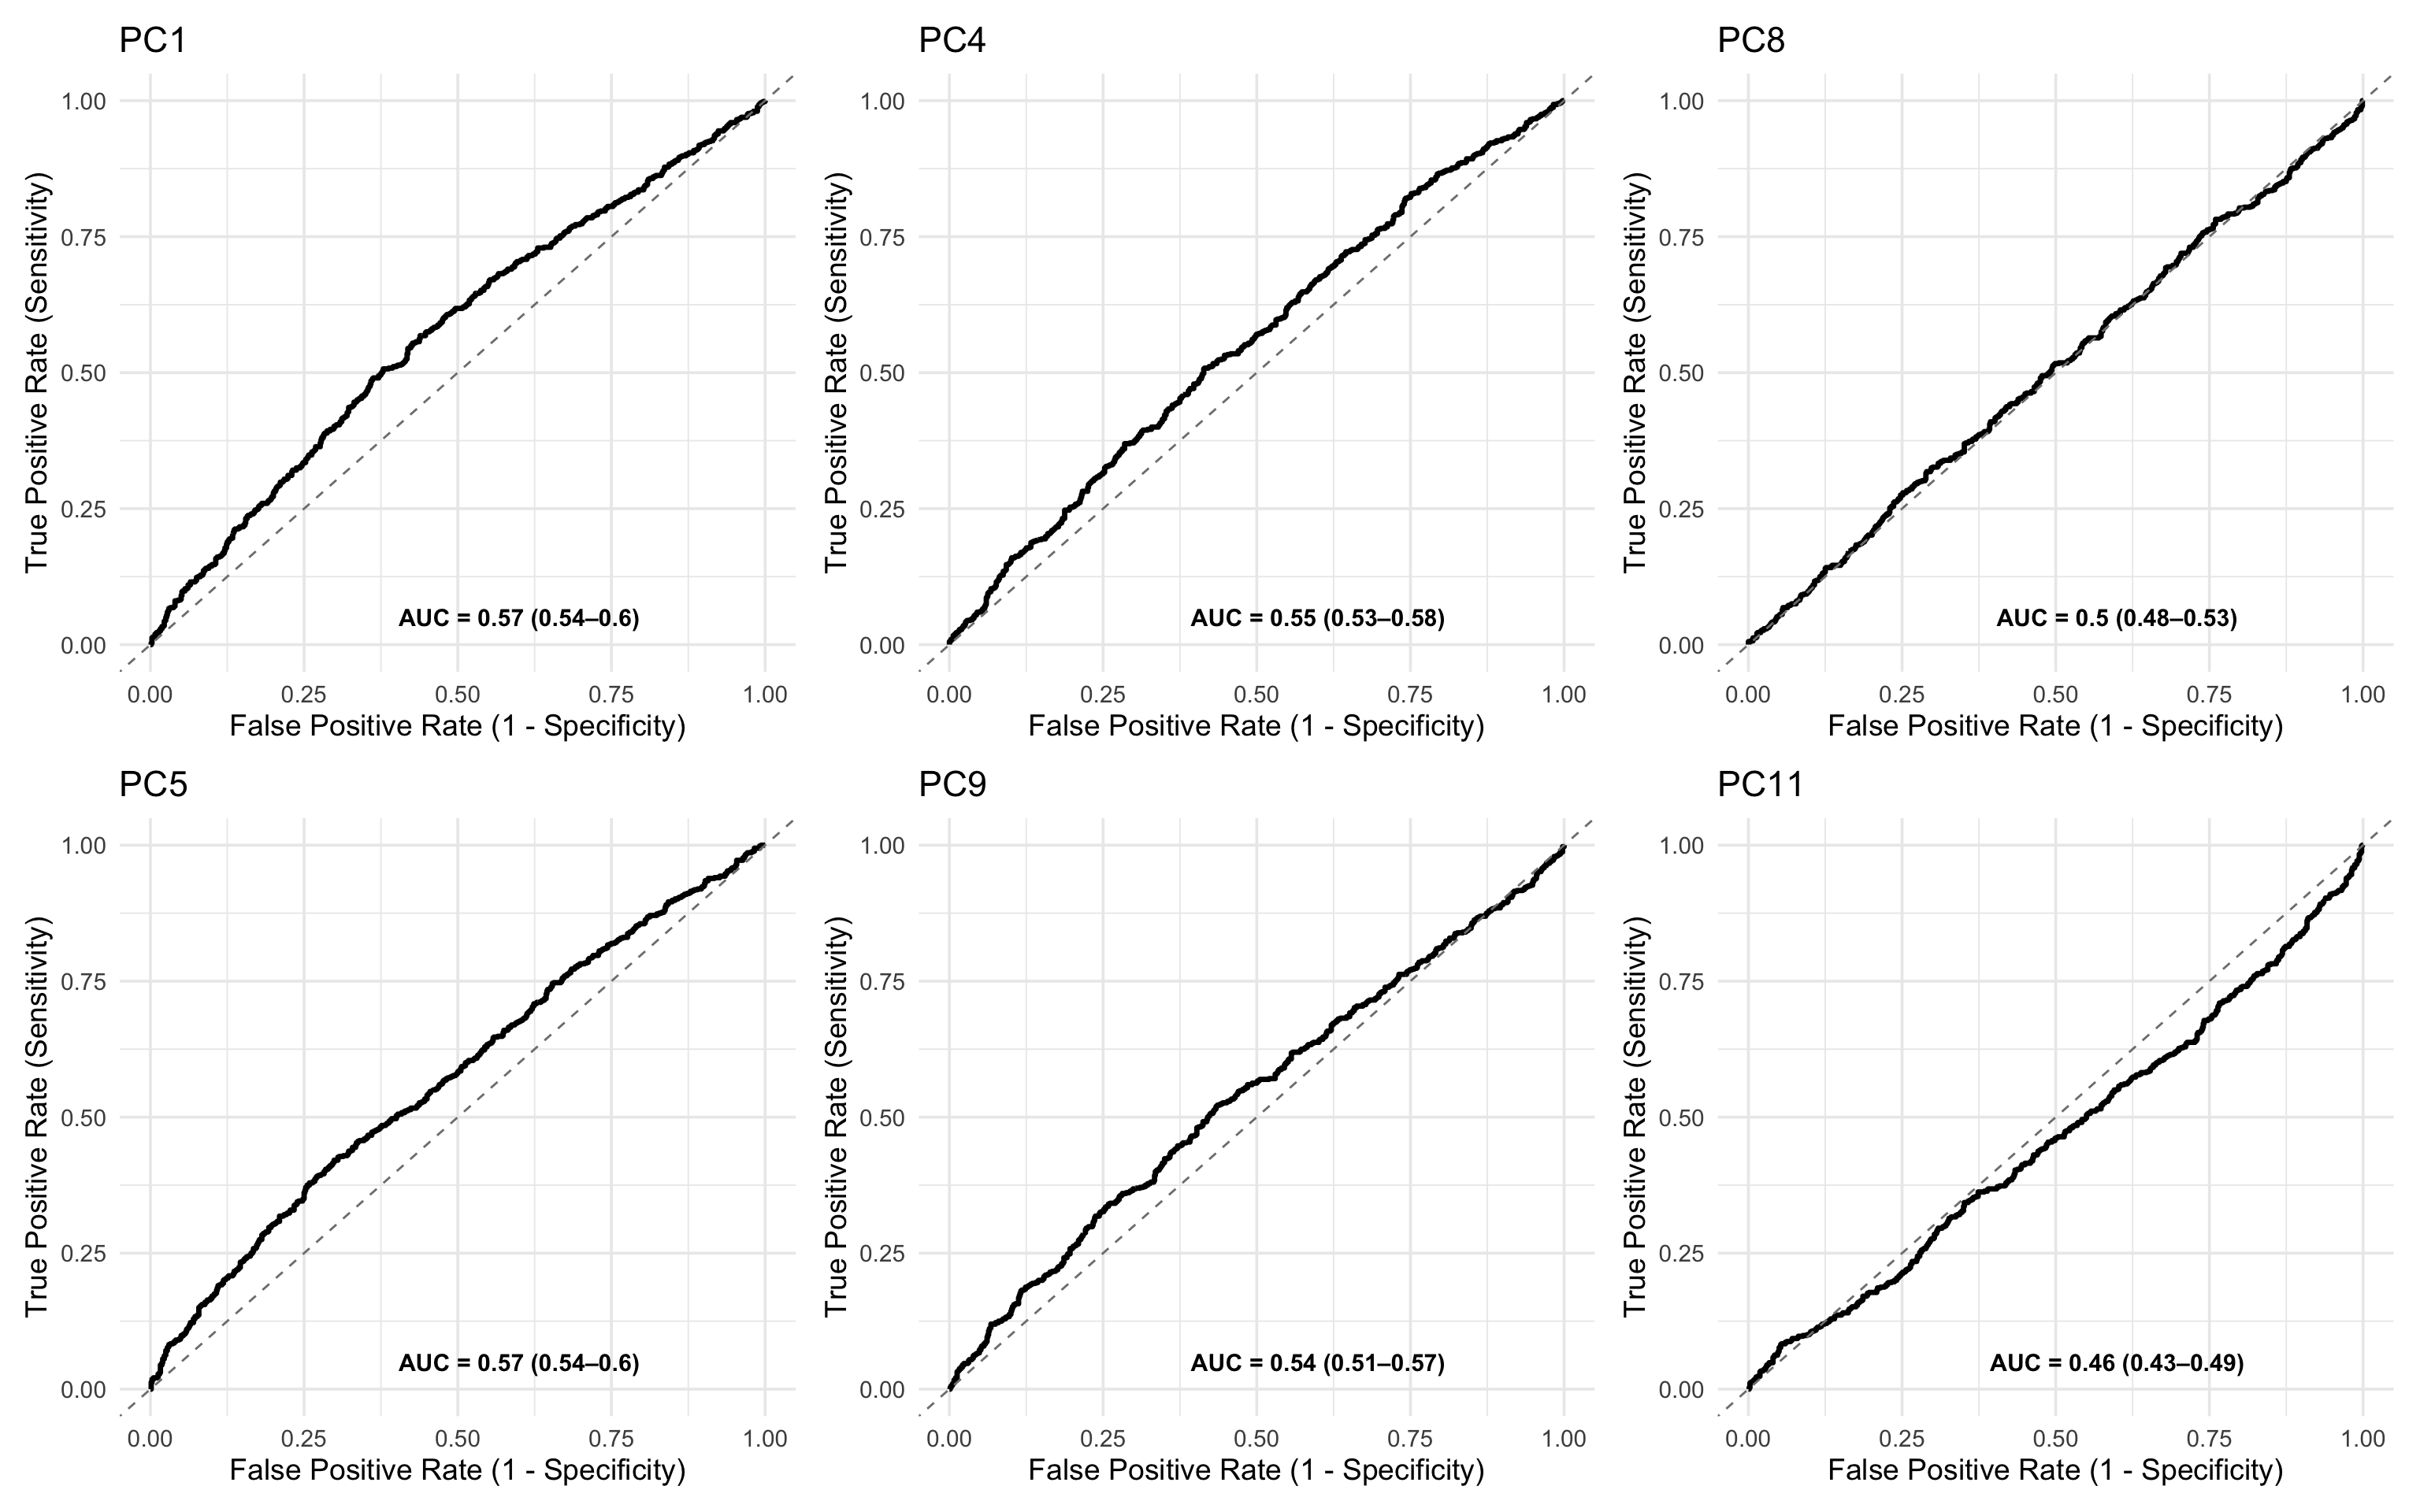 PC1
PC4
PC8
1.00
0.75
0.50
0.25
0.00
True Positive Rate (Sensitivity)
AUC = 0.57 (0.54–0.6)
0.00 0.25 0.50 0.75 1.00
False Positive Rate (1 - Specificity)
1.00
0.75
0.50
0.25
0.00
True Positive Rate (Sensitivity)
AUC = 0.55 (0.53–0.58)
0.00 0.25 0.50 0.75 1.00
False Positive Rate (1 - Specificity)
1.00
0.75
0.50
0.25
0.00
True Positive Rate (Sensitivity)
AUC = 0.5 (0.48–0.53)
0.00 0.25 0.50 0.75 1.00
False Positive Rate (1 - Specificity)
PC5
PC9
PC11
1.00
0.75
0.50
0.25
0.00
True Positive Rate (Sensitivity)
AUC = 0.57 (0.54–0.6)
0.00 0.25 0.50 0.75 1.00
False Positive Rate (1 - Specificity)
1.00
0.75
0.50
0.25
0.00
True Positive Rate (Sensitivity)
AUC = 0.54 (0.51–0.57)
0.00 0.25 0.50 0.75 1.00
False Positive Rate (1 - Specificity)
1.00
0.75
0.50
0.25
0.00
True Positive Rate (Sensitivity)
AUC = 0.46 (0.43–0.49)
0.00 0.25 0.50 0.75 1.00
False Positive Rate (1 - Specificity)